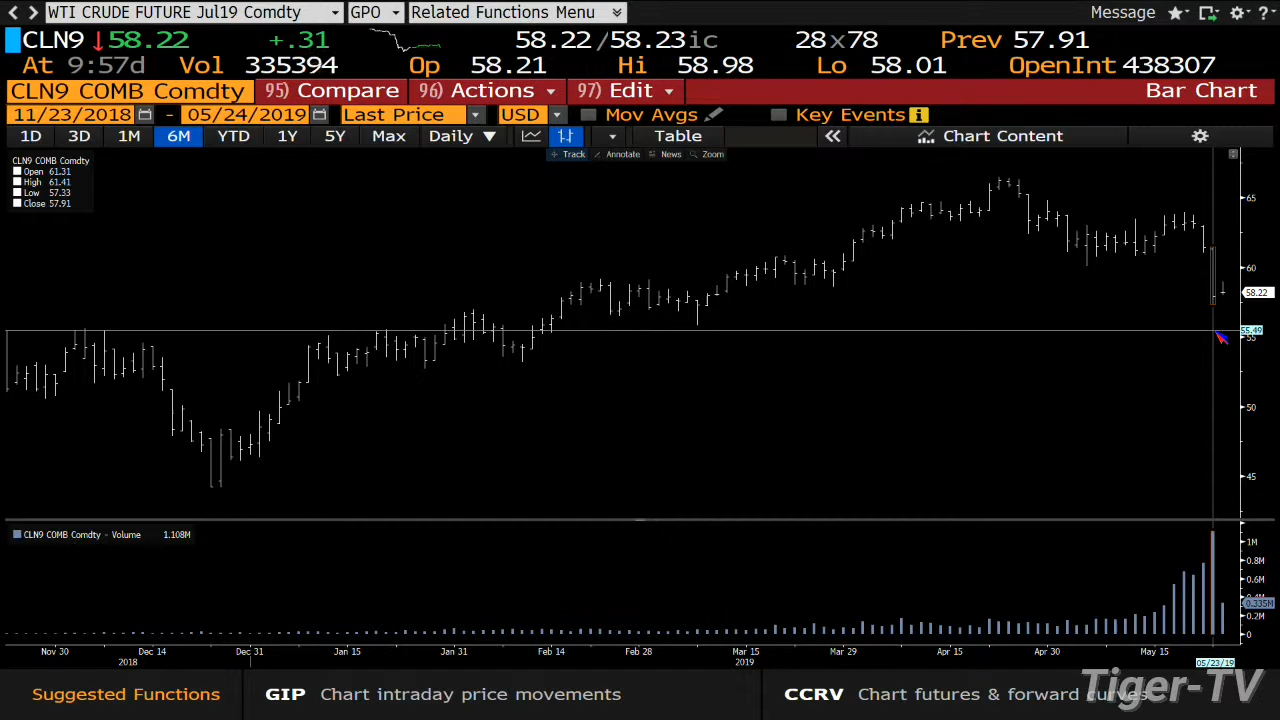 WTI CRUDE FUTURE Jul19 Comdty GPO Related Functions Menu Message
CLN9 ↓58.22 +.31 58.22/58.23ic 28x78 Prev 57.91
At 9:57d Vol 335394 Op 58.21 Hi 58.98 Lo 58.01 OpenInt 438307
CLN9 COMB Comdty 95) Compare 96) Actions 97) Edit Bar Chart
11/23/2018 - 05/24/2019 Last Price USD Mov Avgs Key Events
1D 3D 1M 6M YTD 1Y 5Y Max Daily ▼ Table « Chart Content
Track Annotate News Zoom
CLN9 COMB Comdty
Open 61.31
High 61.41
Low 57.33
Close 57.91
65
60
58.22
55.49
55
50
45
CLN9 COMB Comdty - Volume 1.108M
1M
0.8M
0.6M
0.4M
0.335M
0.2M
0
Nov 30 Dec 14 Dec 31 Jan 15 Jan 31 Feb 14 Feb 28 Mar 15 Mar 29 Apr 15 Apr 30 May 15
2018 2019 05/23/19
Suggested Functions GIP Chart intraday price movements CCRV Chart futures & forward curves
Tiger-TV